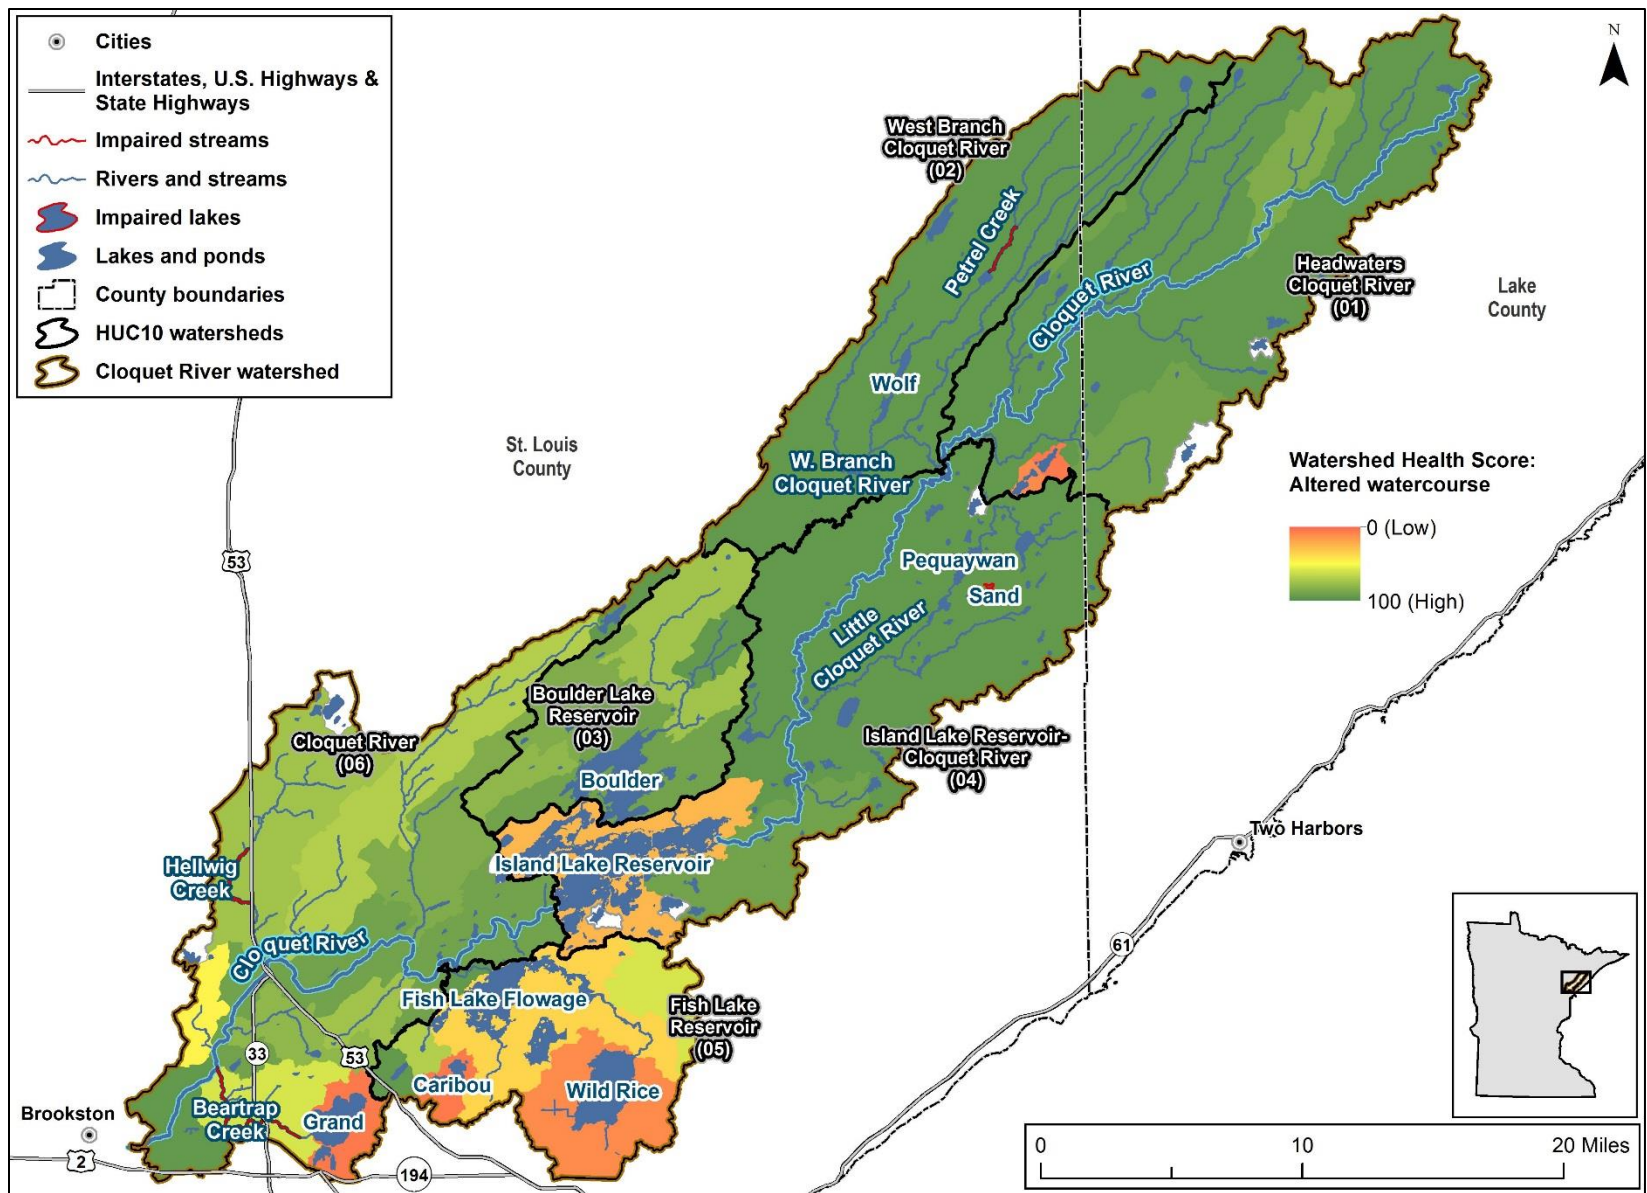 Cities
Interstates, U.S. Highways &
State Highways
Impaired streams
Rivers and streams
Impaired lakes
Lakes and ponds
County boundaries
HUC10 watersheds
Cloquet River watershed
N
West Branch
Cloquet River
(02)
Petrel Creek
Cloquet River
Headwaters
Cloquet River
(01)
Lake
County
Wolf
St. Louis
County
W. Branch
Cloquet River
Watershed Health Score:
Altered watercourse
0 (Low)
100 (High)
53
Pequaywan
Sand
Little
Cloquet River
Boulder Lake
Reservoir
(03)
Cloquet River
(06)
Island Lake Reservoir-
Cloquet River
(04)
Boulder
Two Harbors
Island Lake Reservoir
Hellwig
Creek
Cloquet River
61
Fish Lake Flowage
Fish Lake
Reservoir
(05)
33
53
Caribou
Wild Rice
Brookston
Beartrap
Creek
Grand
2
194
0
10
20 Miles